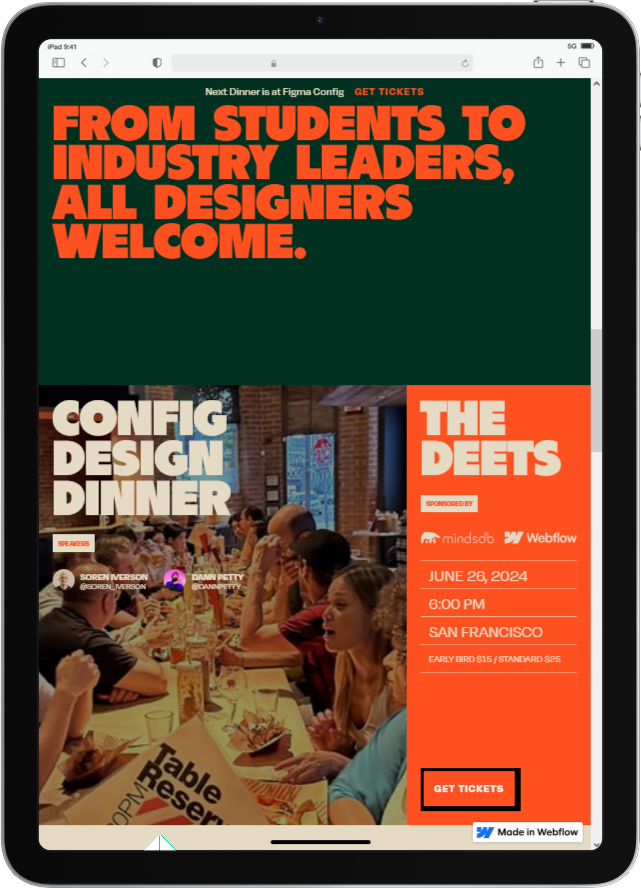 iPad 9:41
5G
Next Dinner is at Figma Config GET TICKETS
FROM STUDENTS TO
INDUSTRY LEADERS,
ALL DESIGNERS
WELCOME.
CONFIG
DESIGN
DINNER
SPEAKERS
SOREN IVERSON
@SOREN_IVERSON
DANN PETTY
@DANNPETTY
Table
Reser
00PM
THE
DEETS
SPONSORED BY
mindsdb Webflow
JUNE 26, 2024
6:00 PM
SAN FRANCISCO
EARLY BIRD $15 / STANDARD $25
GET TICKETS
Made in Webflow